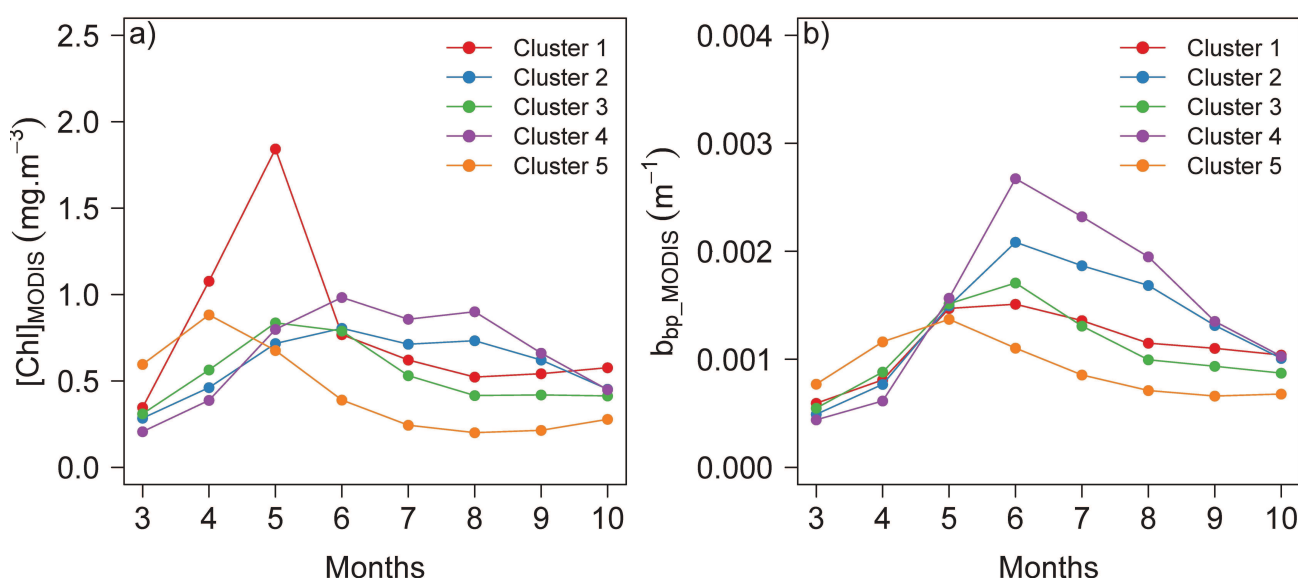 a)
Cluster 1
Cluster 2
Cluster 3
Cluster 4
Cluster 5
2.5
2.0
1.5
1.0
0.5
0.0
[Chl]MODIS (mg.m⁻³)
3 4 5 6 7 8 9 10
Months
b)
Cluster 1
Cluster 2
Cluster 3
Cluster 4
Cluster 5
0.004
0.003
0.002
0.001
0.000
bbp_MODIS (m⁻¹)
3 4 5 6 7 8 9 10
Months